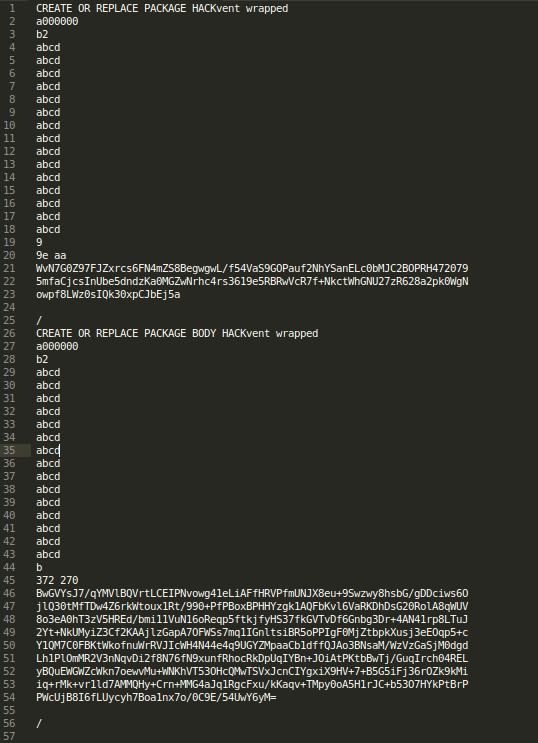 1 CREATE OR REPLACE PACKAGE HACKvent wrapped
2 a000000
3 b2
4 abcd
5 abcd
6 abcd
7 abcd
8 abcd
9 abcd
10 abcd
11 abcd
12 abcd
13 abcd
14 abcd
15 abcd
16 abcd
17 abcd
18 abcd
19 9
20 9e aa
21 WvN7G0Z97FJZxrcs6FN4mZS8BegwgwL/f54VaS9GOPauf2NhYSanELc0bMJC2BOPRH472079
22 5mfaCjcsInUbe5dndzKa0MGZwNrhc4rs3619e5RBRwVcR7f+NkctWhGNU27zR628a2pk0WgN
23 owpf8LWz0sIQk30xpCJbEj5a
24
25 /
26 CREATE OR REPLACE PACKAGE BODY HACKvent wrapped
27 a000000
28 b2
29 abcd
30 abcd
31 abcd
32 abcd
33 abcd
34 abcd
35 abcd
36 abcd
37 abcd
38 abcd
39 abcd
40 abcd
41 abcd
42 abcd
43 abcd
44 b
45 372 270
46 BwGVYsJ7/qYMVlBQVrtLCEIPNvowg41eLiAFfHRVPfmUNJX8eu+9Swzwy8hsbG/gDDciws6O
47 jlQ30tMfTDw4Z6rkWtoux1Rt/990+PfPBoxBPHHYzgk1AQFbKvl6VaRKDhDsG20RolA8qWUV
48 8o3eA0hT3zV5HREd/bmi11VuN16oReqp5ftkjfyHS37fkGVTvDf6Gnbg3Dr+4AN41rp8LTuJ
49 2Yt+NkUMyiZ3Cf2KAAjlzGapA7OFWSs7mq1IGnltsiBR5oPPIgF0MjZtbpkXusj3eEOqp5+c
50 Y1QM7C0FBKtWkofnuWrRVJIcWH4N44e4q9UGYZMpaaCb1dffQJAo3BNsaM/WzVzGaSjM0dgd
51 Lh1PlOmMR2V3nNqvDi2f8N76fN9xunfRhocRkDpUqIYBn+JOiAtPKtbBwTj/GuqIrch04REL
52 yBQuEWGWZcWkn7oewvMu+WNKhVT53OHcQMwTSVxJcnCIYgxiX9HV+7+B5G5iFj36rOZk9kMi
53 iq+rMk+vr1ld7AMMQHy+Crn+MMG4aJq1RgcFxu/kKaqv+TMpy0oA5H1rJC+b53O7HYkPtBrP
54 PWcUjB8I6fLUycyh7Boa1nx7o/0C9E/54UwY6yM=
55
56 /
57